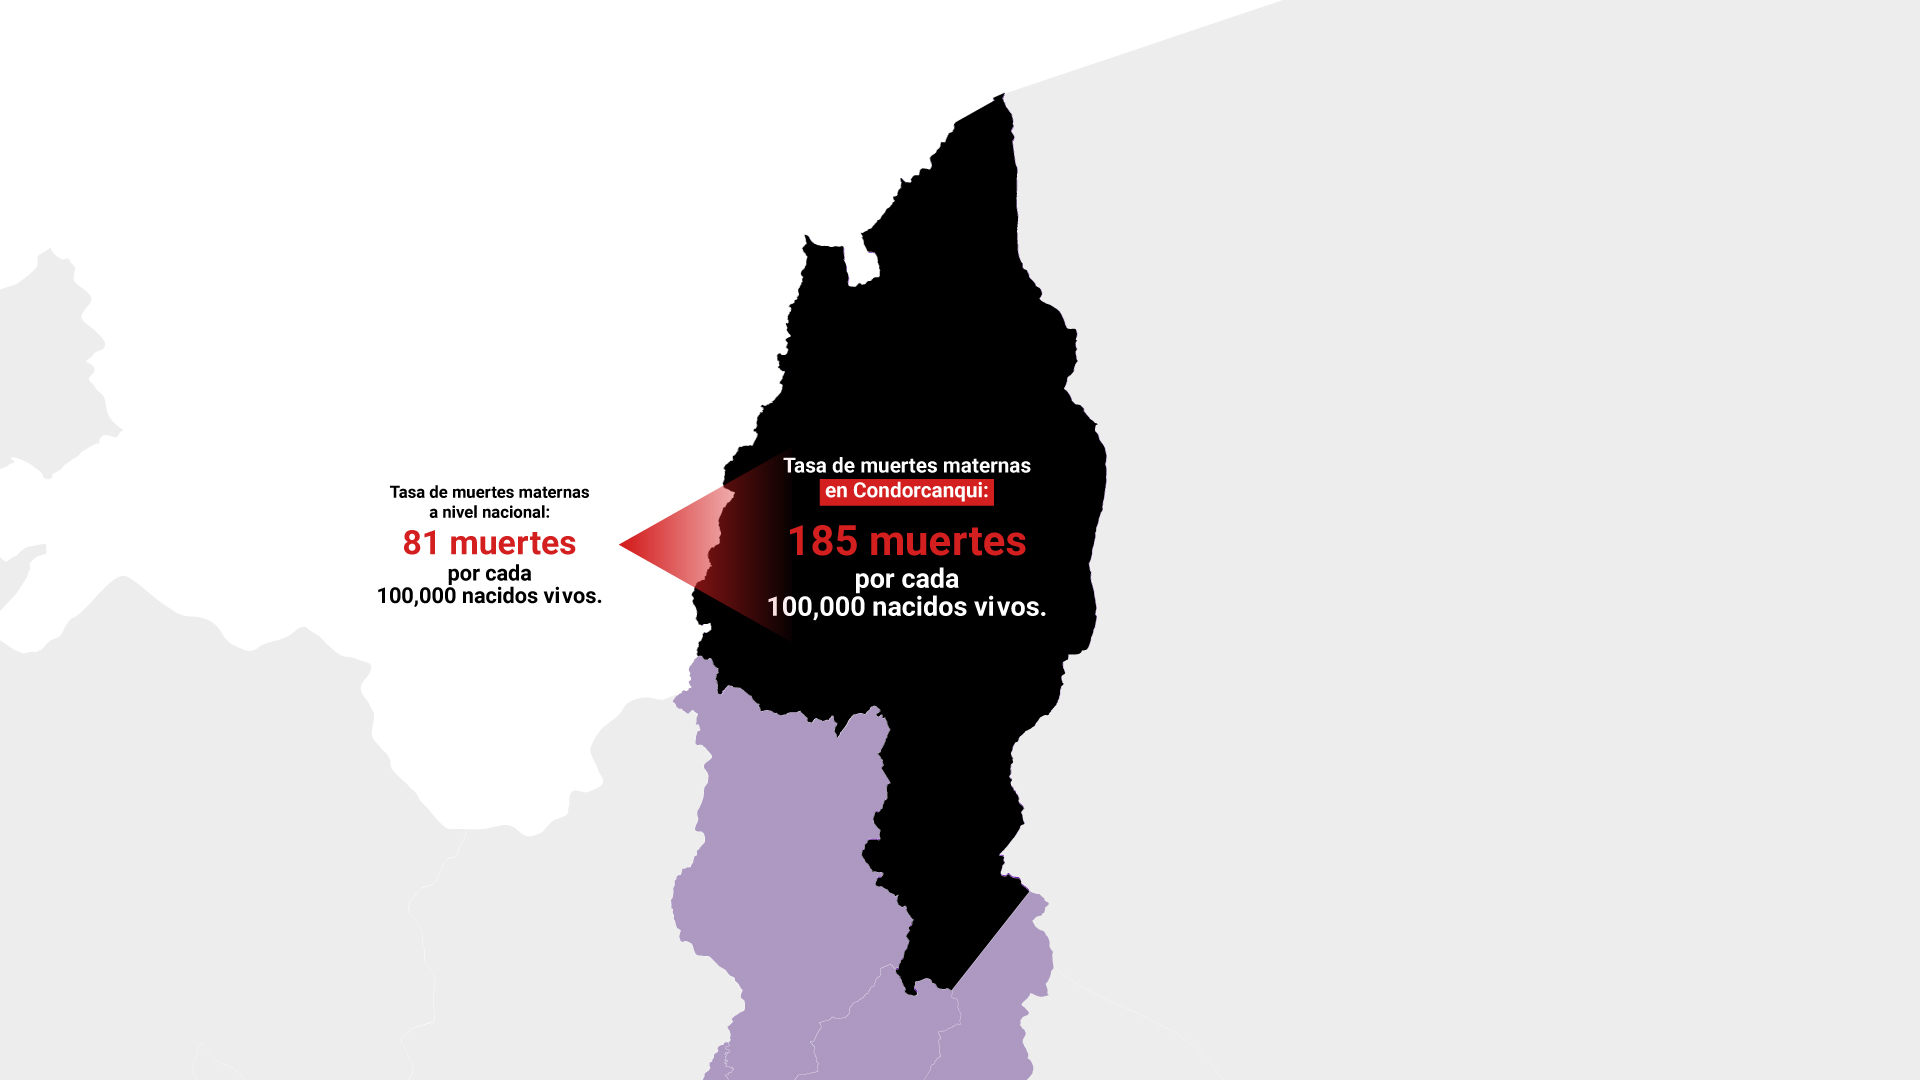 Tasa de muertes maternas
a nivel nacional:
81 muertes
por cada
100,000 nacidos vivos.
Tasa de muertes maternas
en Condorcanqui:
185 muertes
por cada
100,000 nacidos vivos.